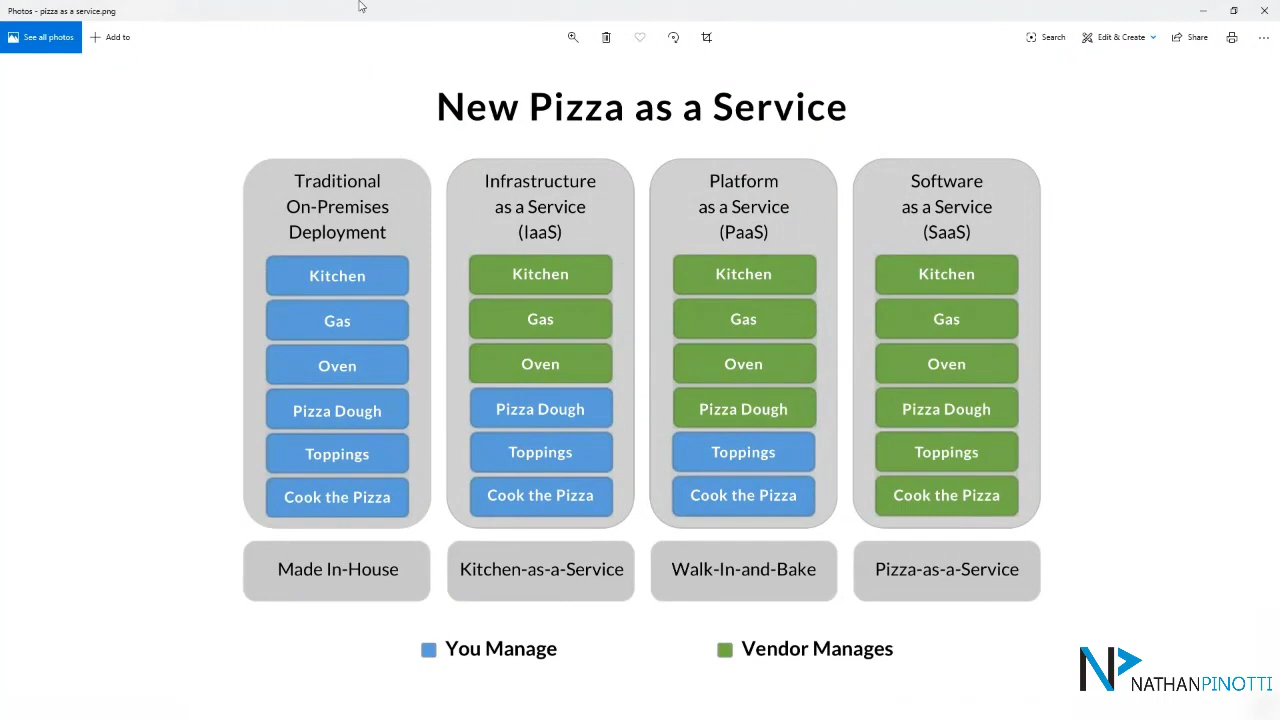 Photos - pizza as a service.png
See all photos
Add to
Search
Edit & Create
Share
New Pizza as a Service
Traditional
On-Premises
Deployment
Kitchen
Gas
Oven
Pizza Dough
Toppings
Cook the Pizza
Made In-House
Infrastructure
as a Service
(IaaS)
Kitchen
Gas
Oven
Pizza Dough
Toppings
Cook the Pizza
Kitchen-as-a-Service
Platform
as a Service
(PaaS)
Kitchen
Gas
Oven
Pizza Dough
Toppings
Cook the Pizza
Walk-In-and-Bake
Software
as a Service
(SaaS)
Kitchen
Gas
Oven
Pizza Dough
Toppings
Cook the Pizza
Pizza-as-a-Service
You Manage
Vendor Manages
NATHANPINOTTI